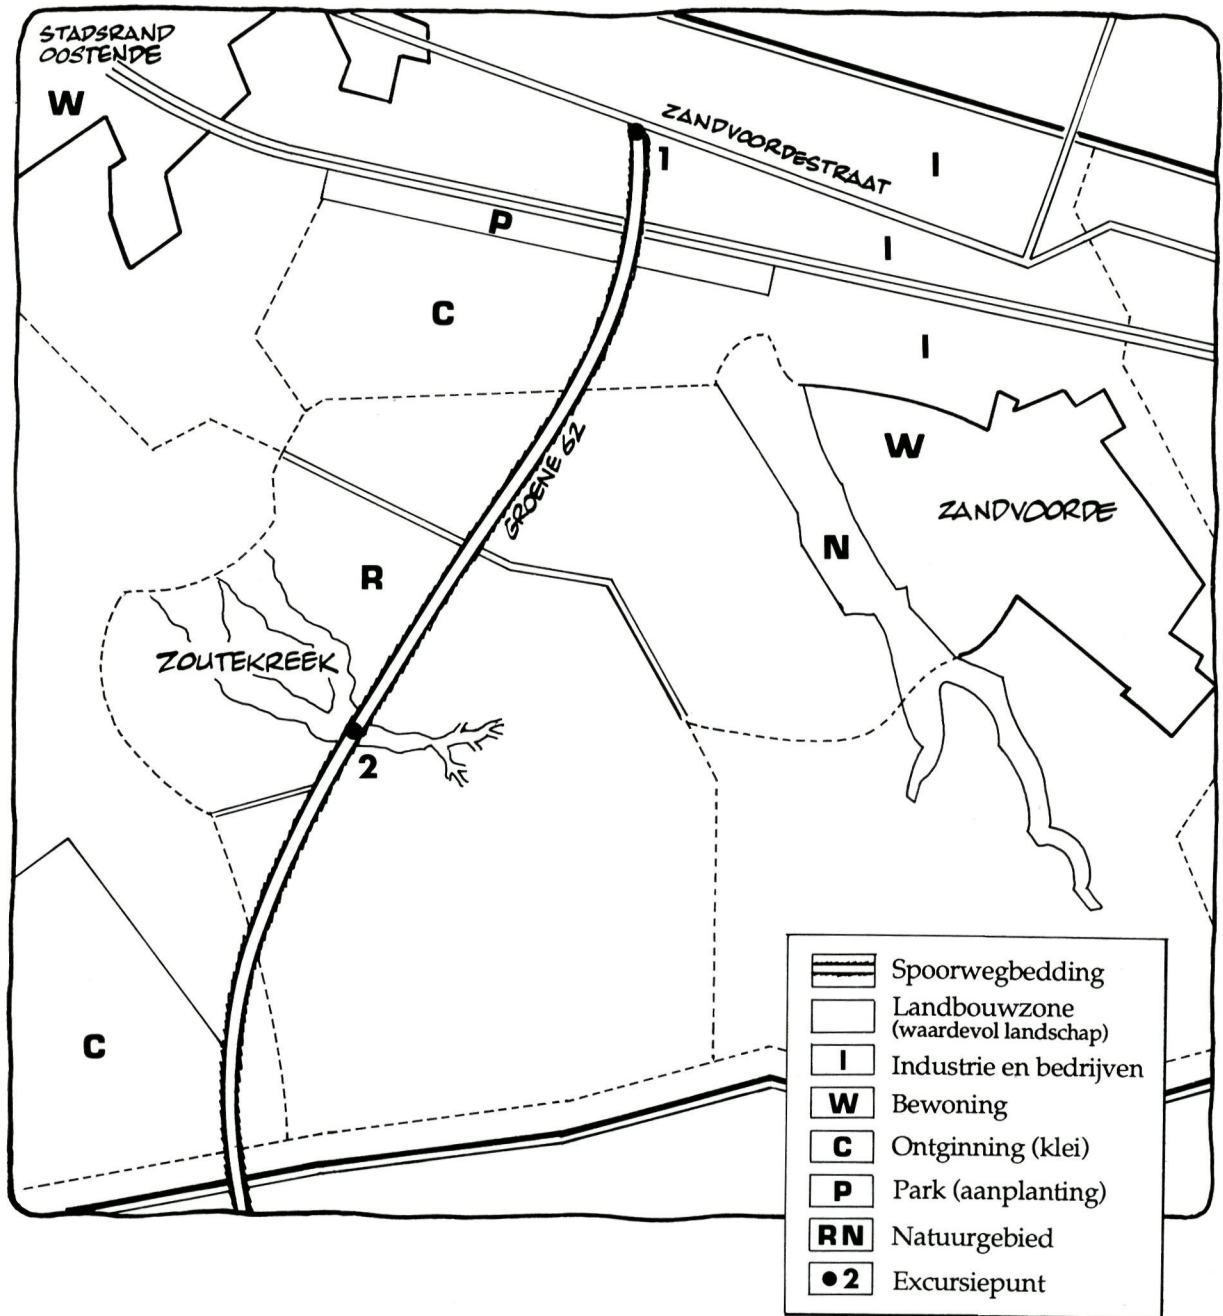 STADSRAND
OOSTENDE
W
ZANDVOORDESTRAAT
1
I
P
I
C
I
GROENE 62
W
ZANDVOORDE
N
R
ZOUTEKREEK
2
C
Spoorwegbedding
Landbouwzone
(waardevol landschap)
I Industrie en bedrijven
W Bewoning
C Ontginning (klei)
P Park (aanplanting)
RN Natuurgebied
●2 Excursiepunt